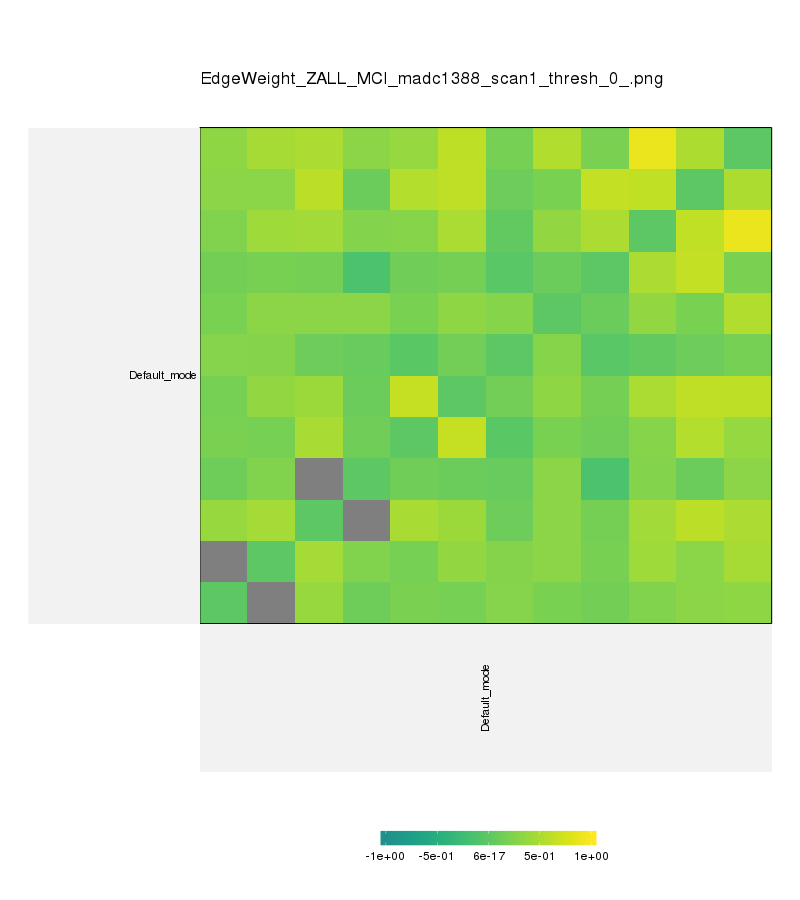 EdgeWeight_ZALL_MCI_madc1388_scan1_thresh_0_.png
Default_mode
Default_mode
-1e+00 -5e-01 6e-17 5e-01 1e+00